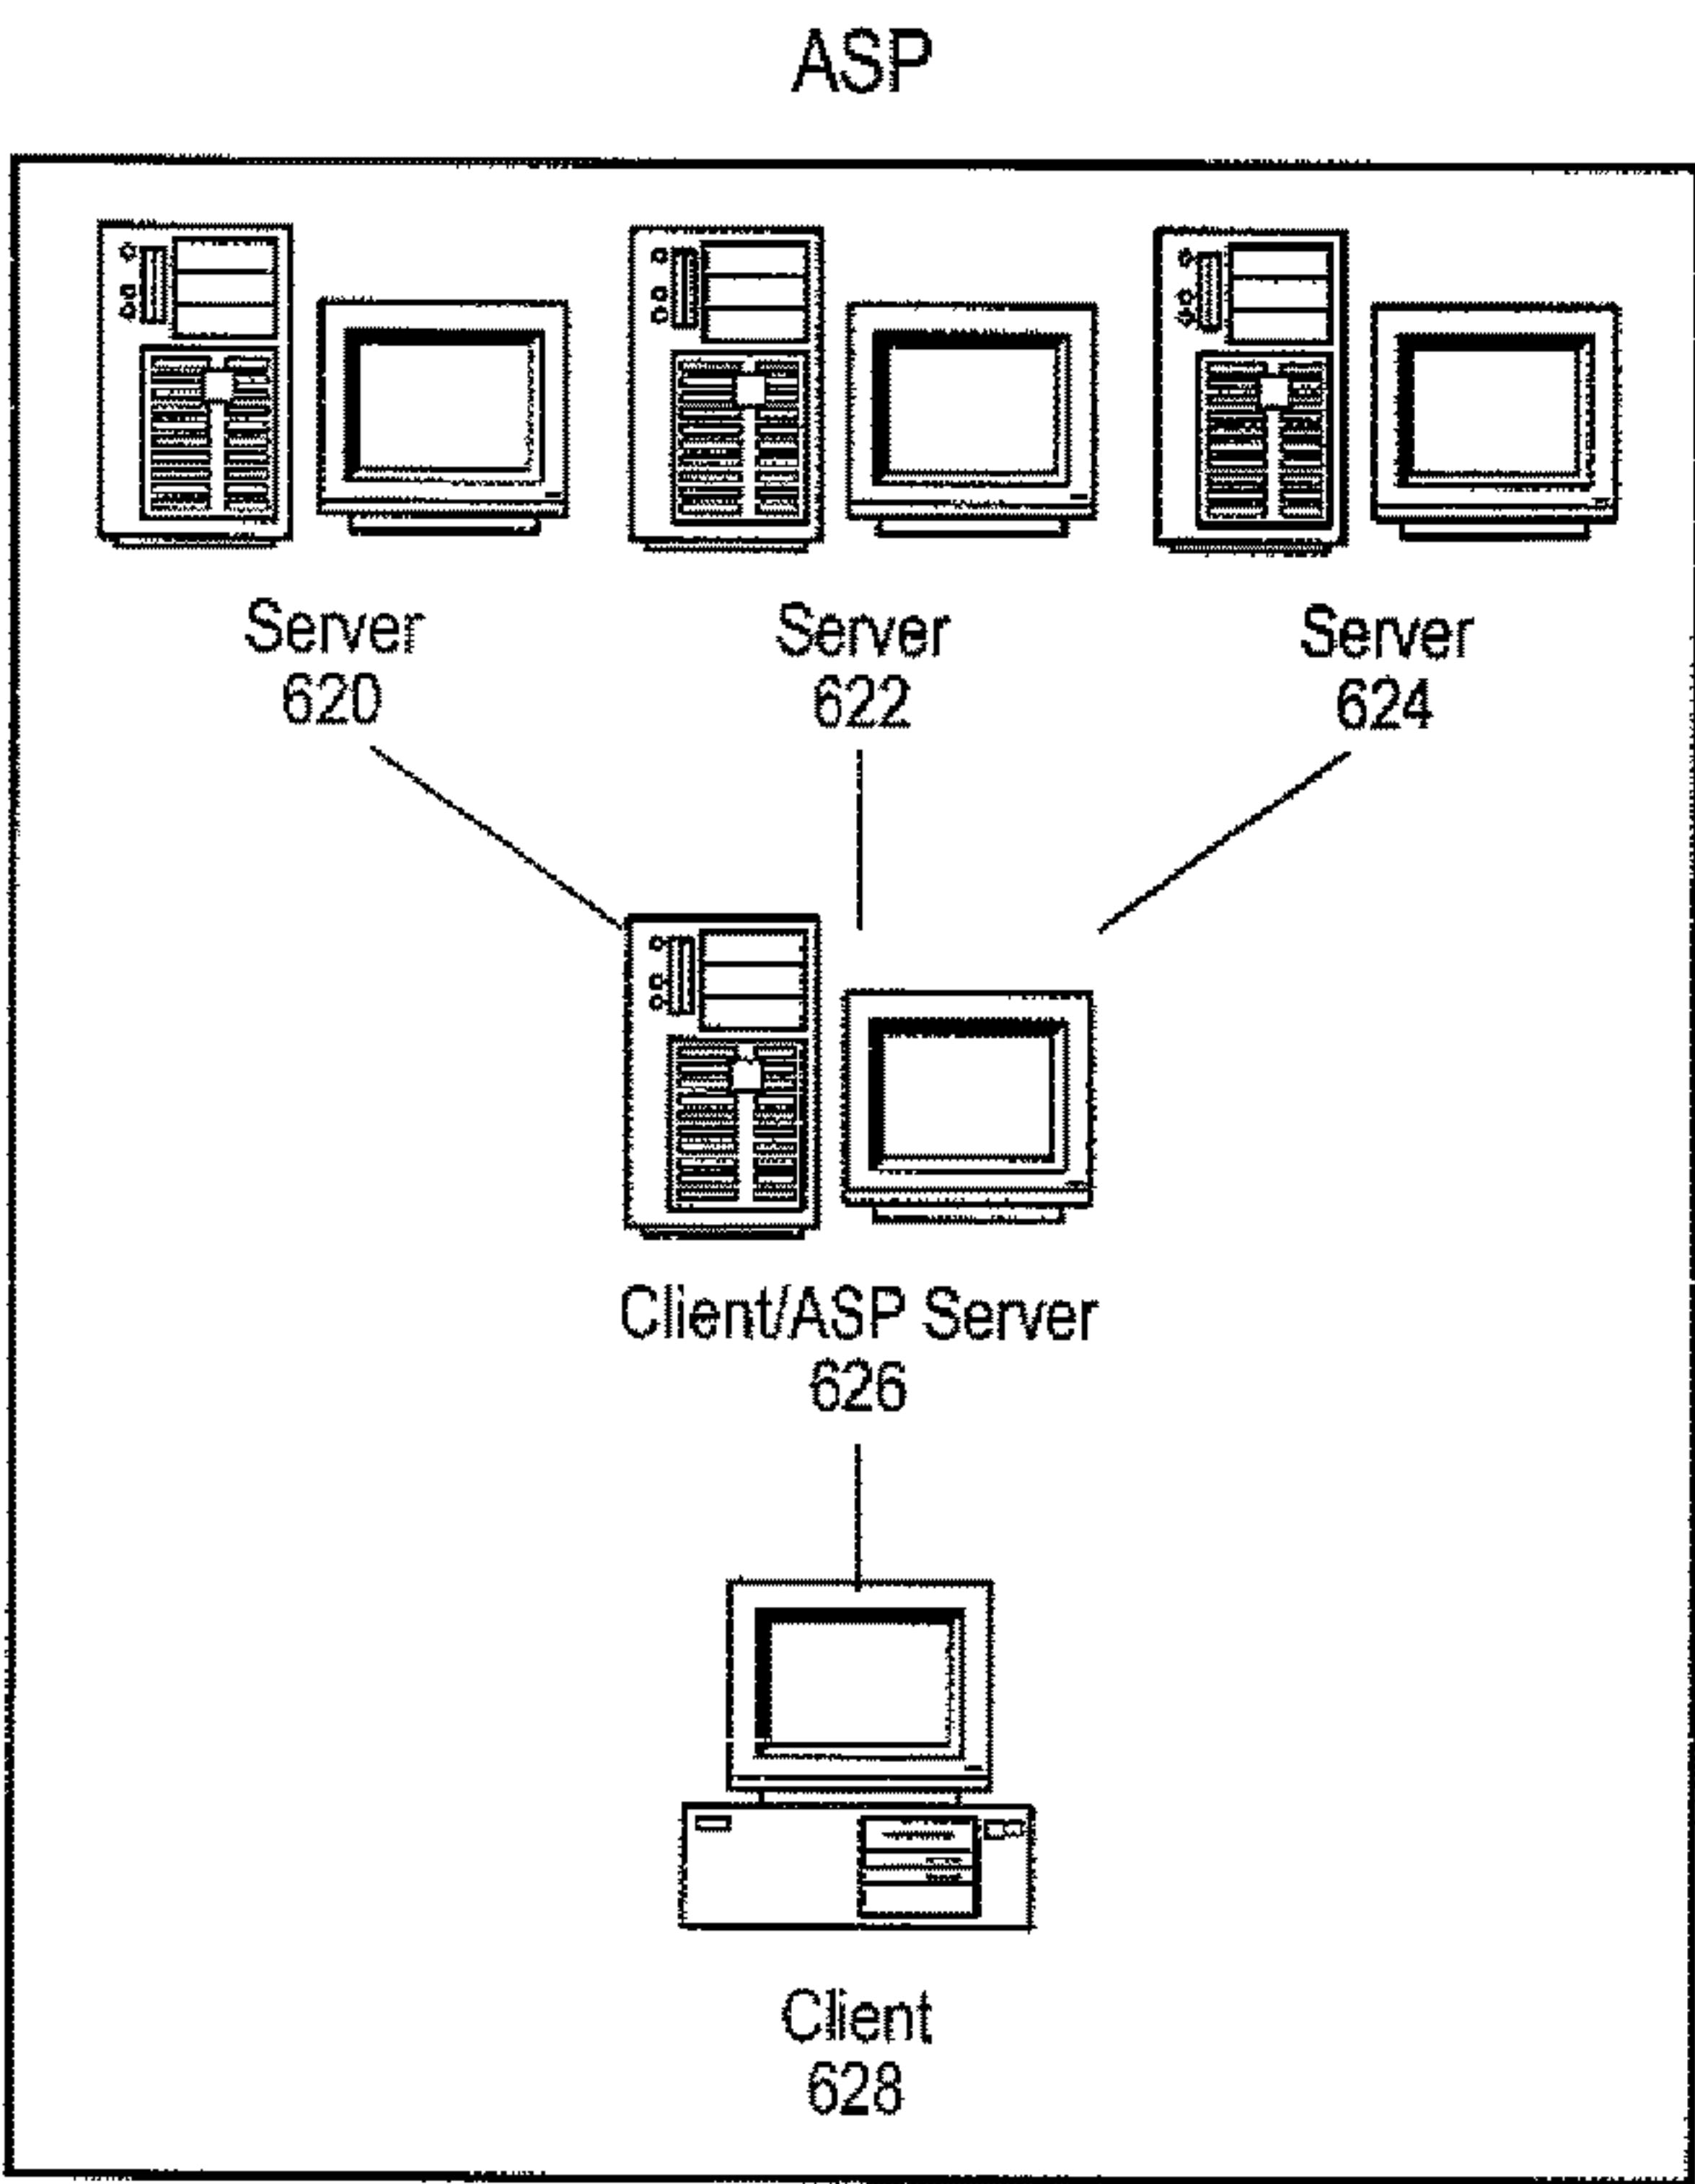 ASP
Server
620
Server
622
Server
624
Client/ASP Server
626
Client
628